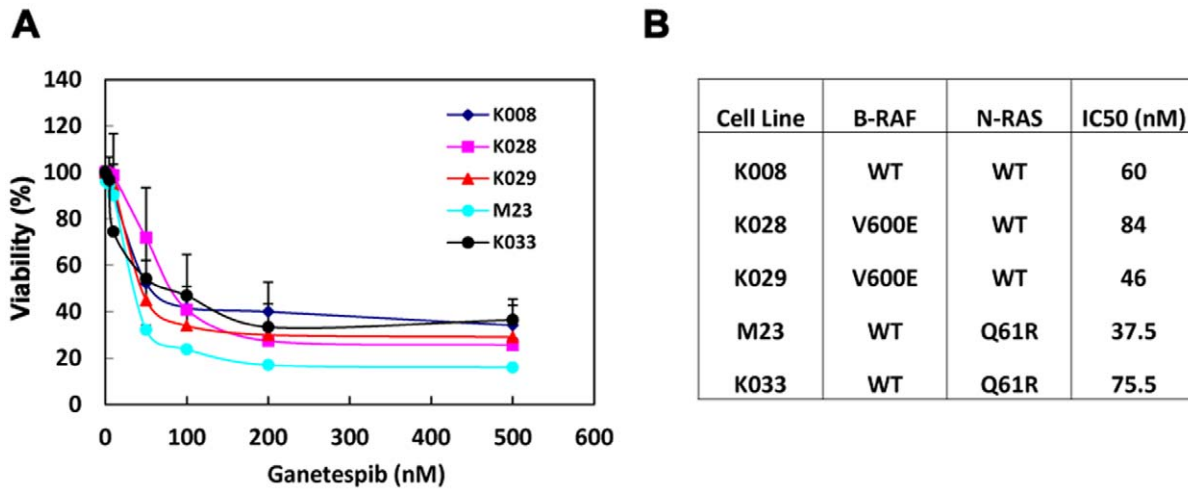 A
Viability (%)
140
120
100
80
60
40
20
0
0 100 200 300 400 500 600
Ganetespib (nM)
K008
K028
K029
M23
K033
B
Cell Line B-RAF N-RAS IC50 (nM)
K008 WT WT 60
K028 V600E WT 84
K029 V600E WT 46
M23 WT Q61R 37.5
K033 WT Q61R 75.5